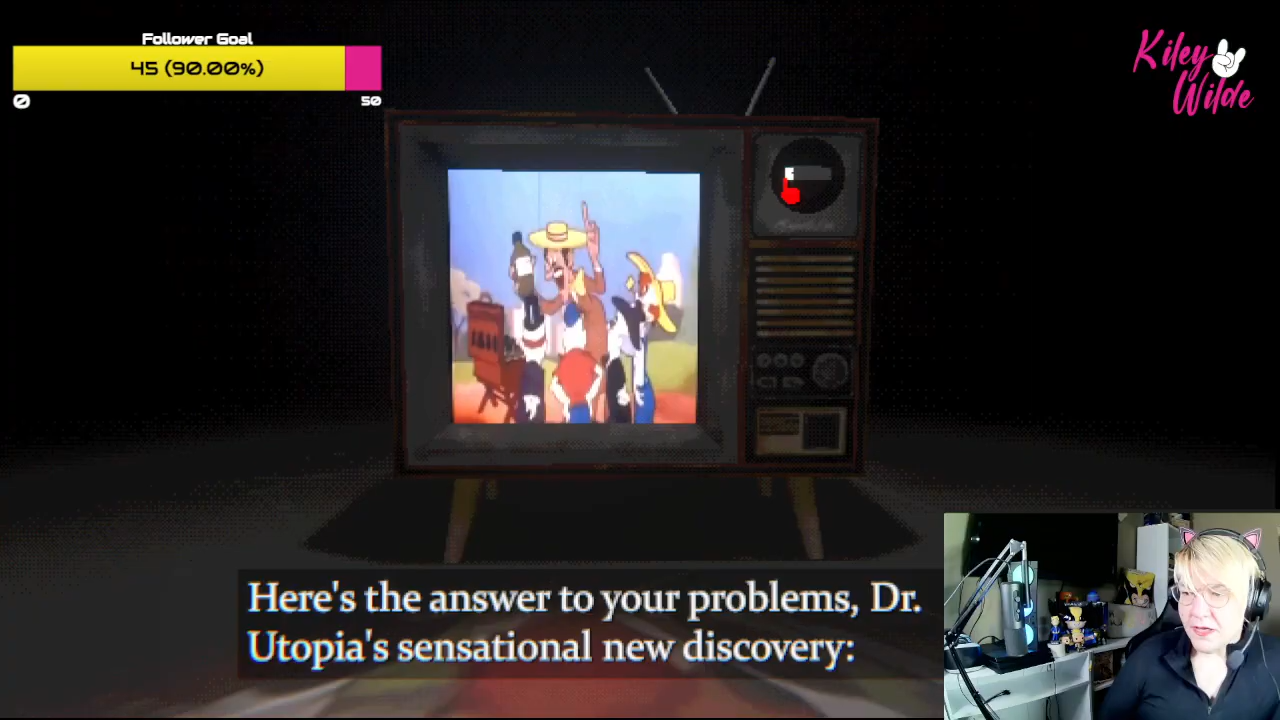 Follower Goal
45 (90.00%)
0
50
Kiley
Wilde
Here's the answer to your problems, Dr.
Utopia's sensational new discovery: